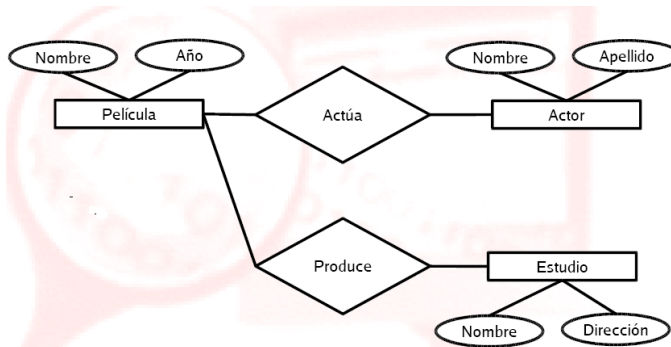 Nombre
Año
Nombre
Apellido
Película
Actúa
Actor
Produce
Estudio
Nombre
Dirección